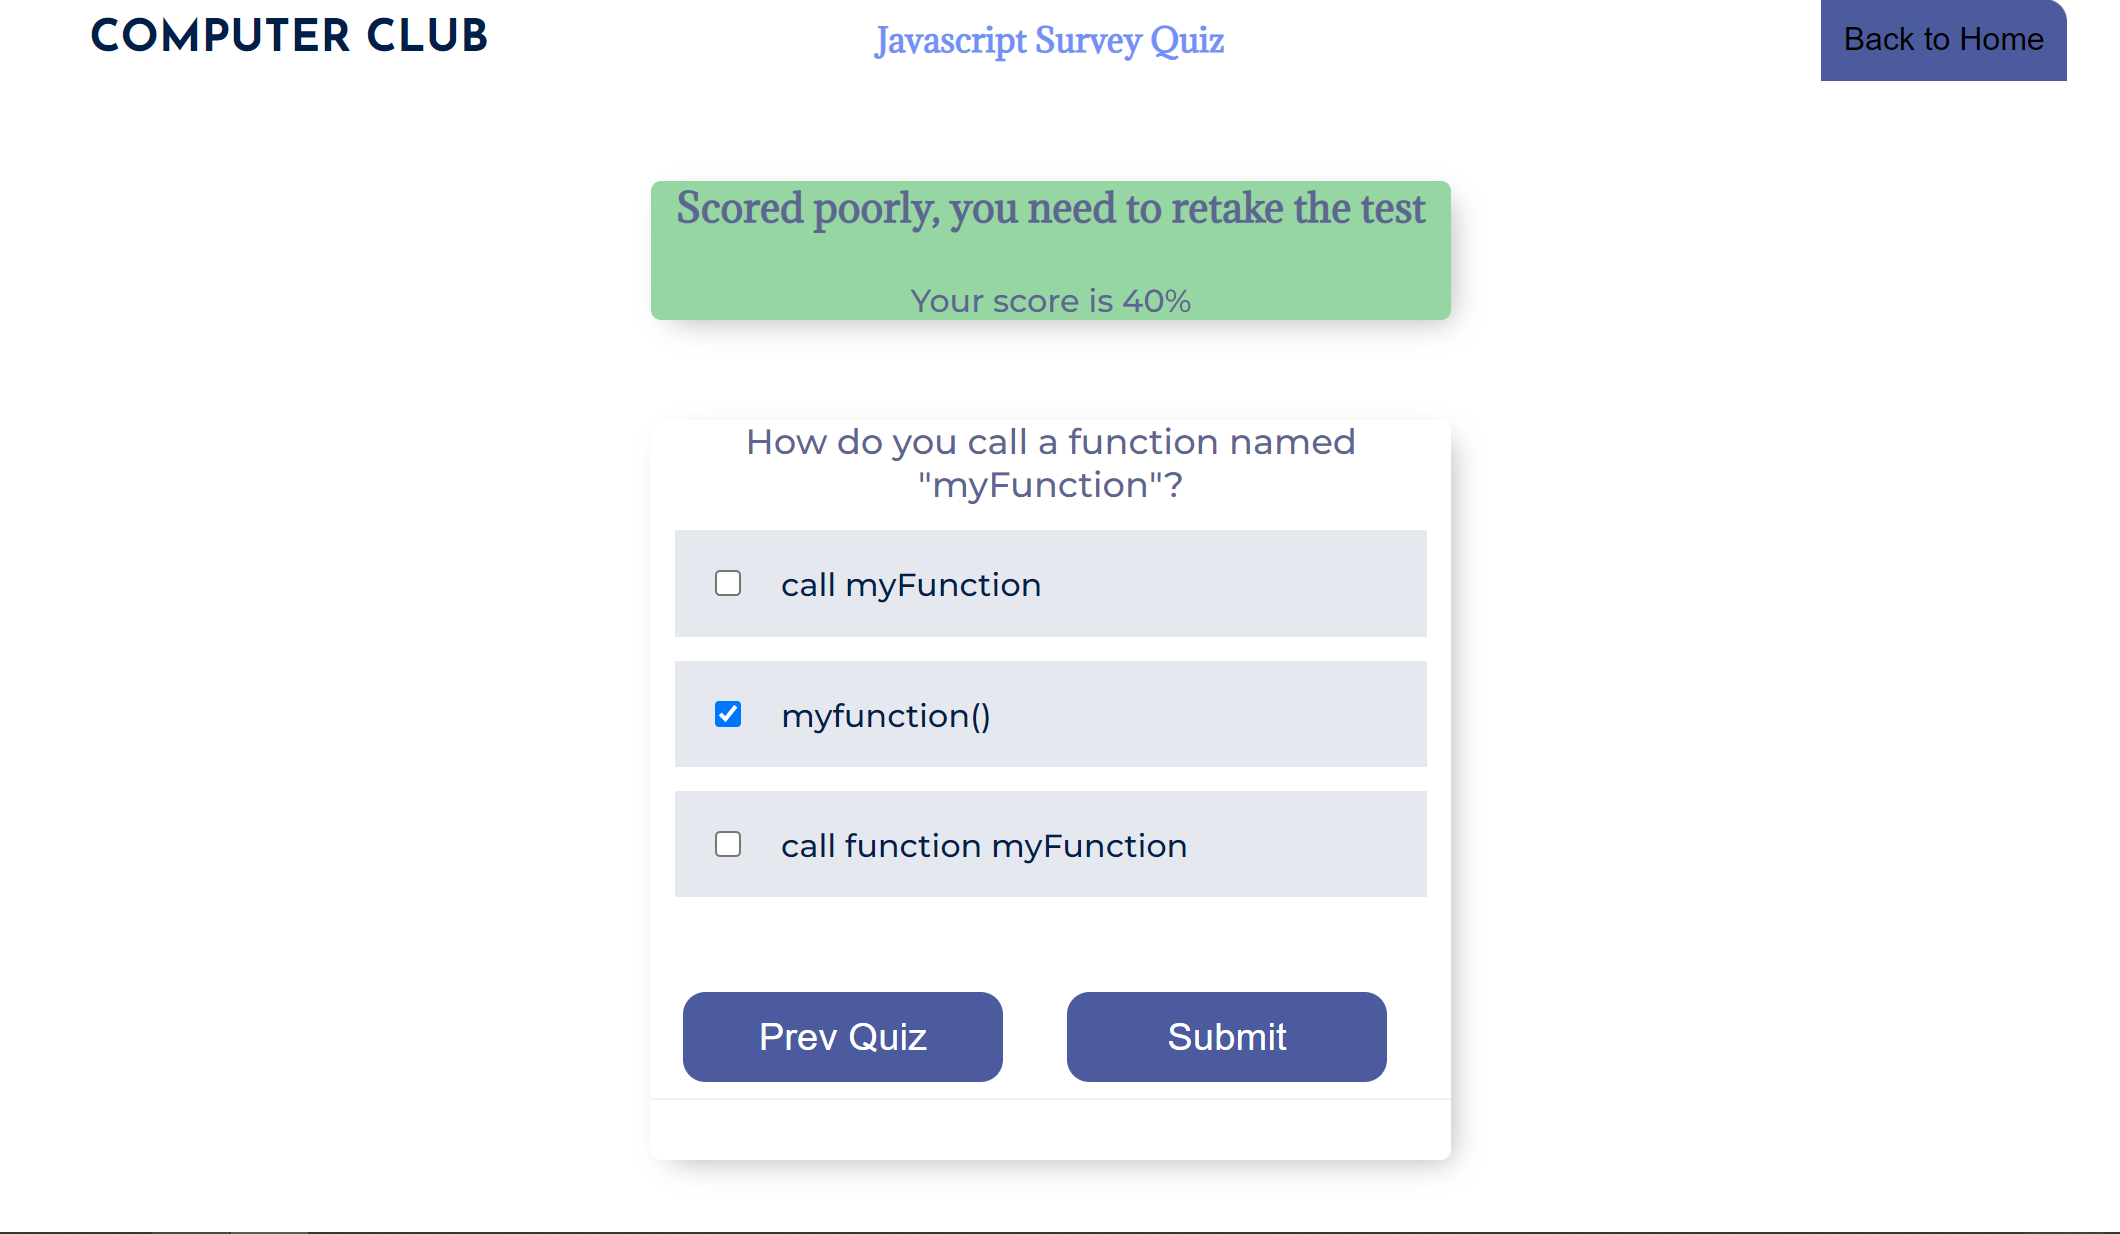 COMPUTER CLUB
Javascript Survey Quiz
Back to Home
Scored poorly, you need to retake the test
Your score is 40%
How do you call a function named
"myFunction"?
call myFunction
myfunction()
call function myFunction
Prev Quiz
Submit